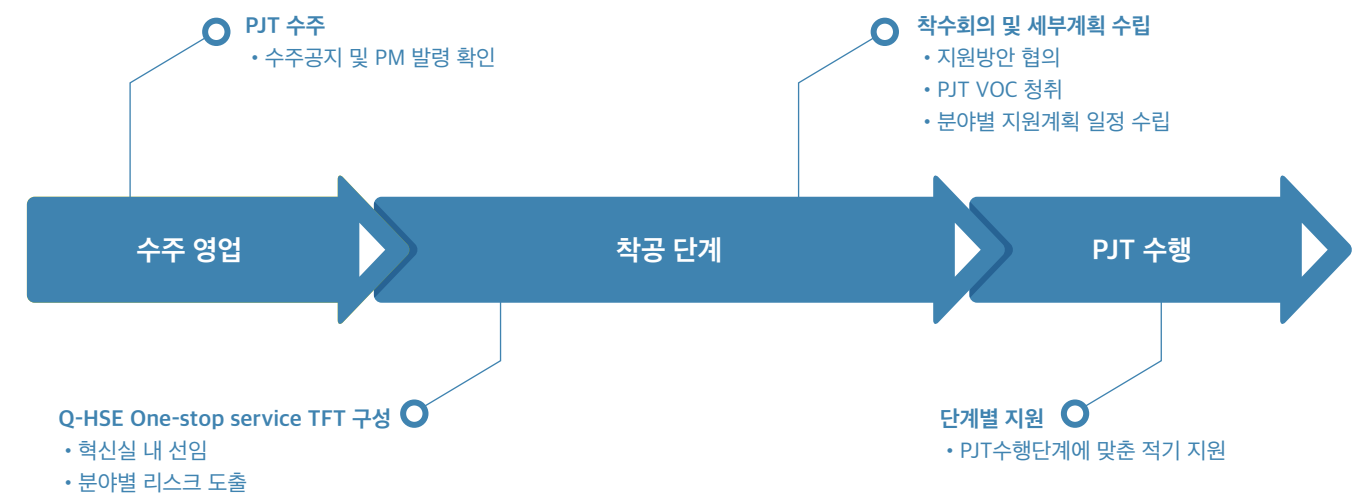 PJT 수주
• 수주공지 및 PM 발령 확인
착수회의 및 세부계획 수립
• 지원방안 협의
• PJT VOC 청취
• 분야별 지원계획 일정 수립
수주 영업
착공 단계
PJT 수행
Q-HSE One-stop service TFT 구성
• 혁신실 내 선임
• 분야별 리스크 도출
단계별 지원
• PJT수행단계에 맞춘 적기 지원